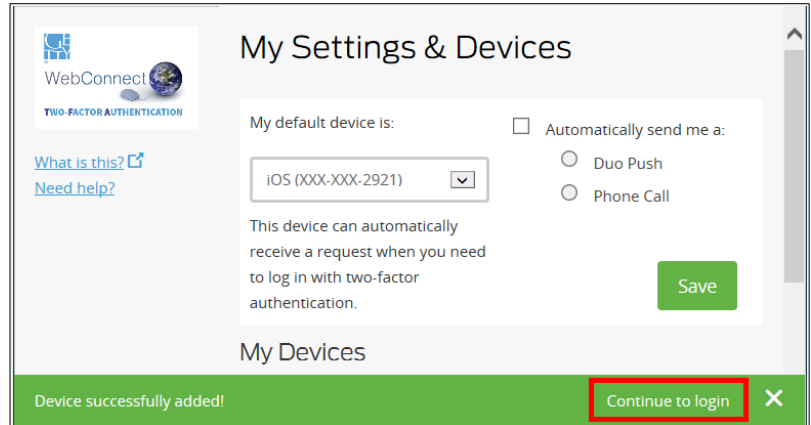 CITY
WebConnect
TWO-FACTOR AUTHENTICATION
What is this?
Need help?
My Settings & Devices
My default device is:
iOS (XXX-XXX-2921)
This device can automatically
receive a request when you need
to log in with two-factor
authentication.
Automatically send me a:
Duo Push
Phone Call
Save
My Devices
Device successfully added!
Continue to login